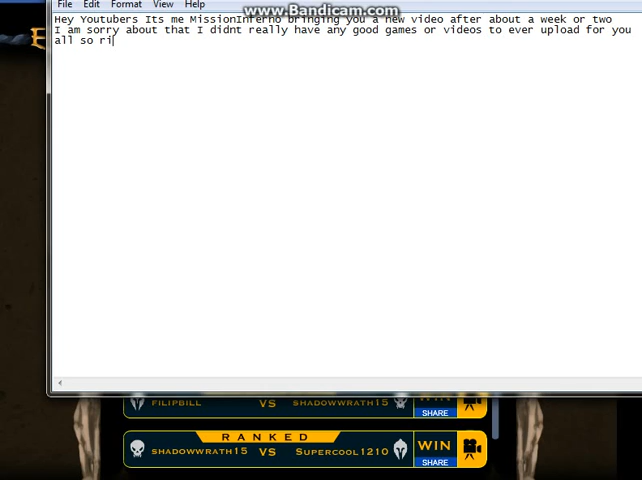 www.Bandicam.com
File Edit Format View Help
Hey Youtubers Its me MissionInferno bringing you a new video after about a week or two
I am sorry about that I didnt really have any good games or videos to ever upload for you
all so ri
E
FILIPBILL VS SHADOWWRATH15 WIN
SHARE
RANKED
SHADOWWRATH15 VS SUPERCOOL1210 WIN
SHARE